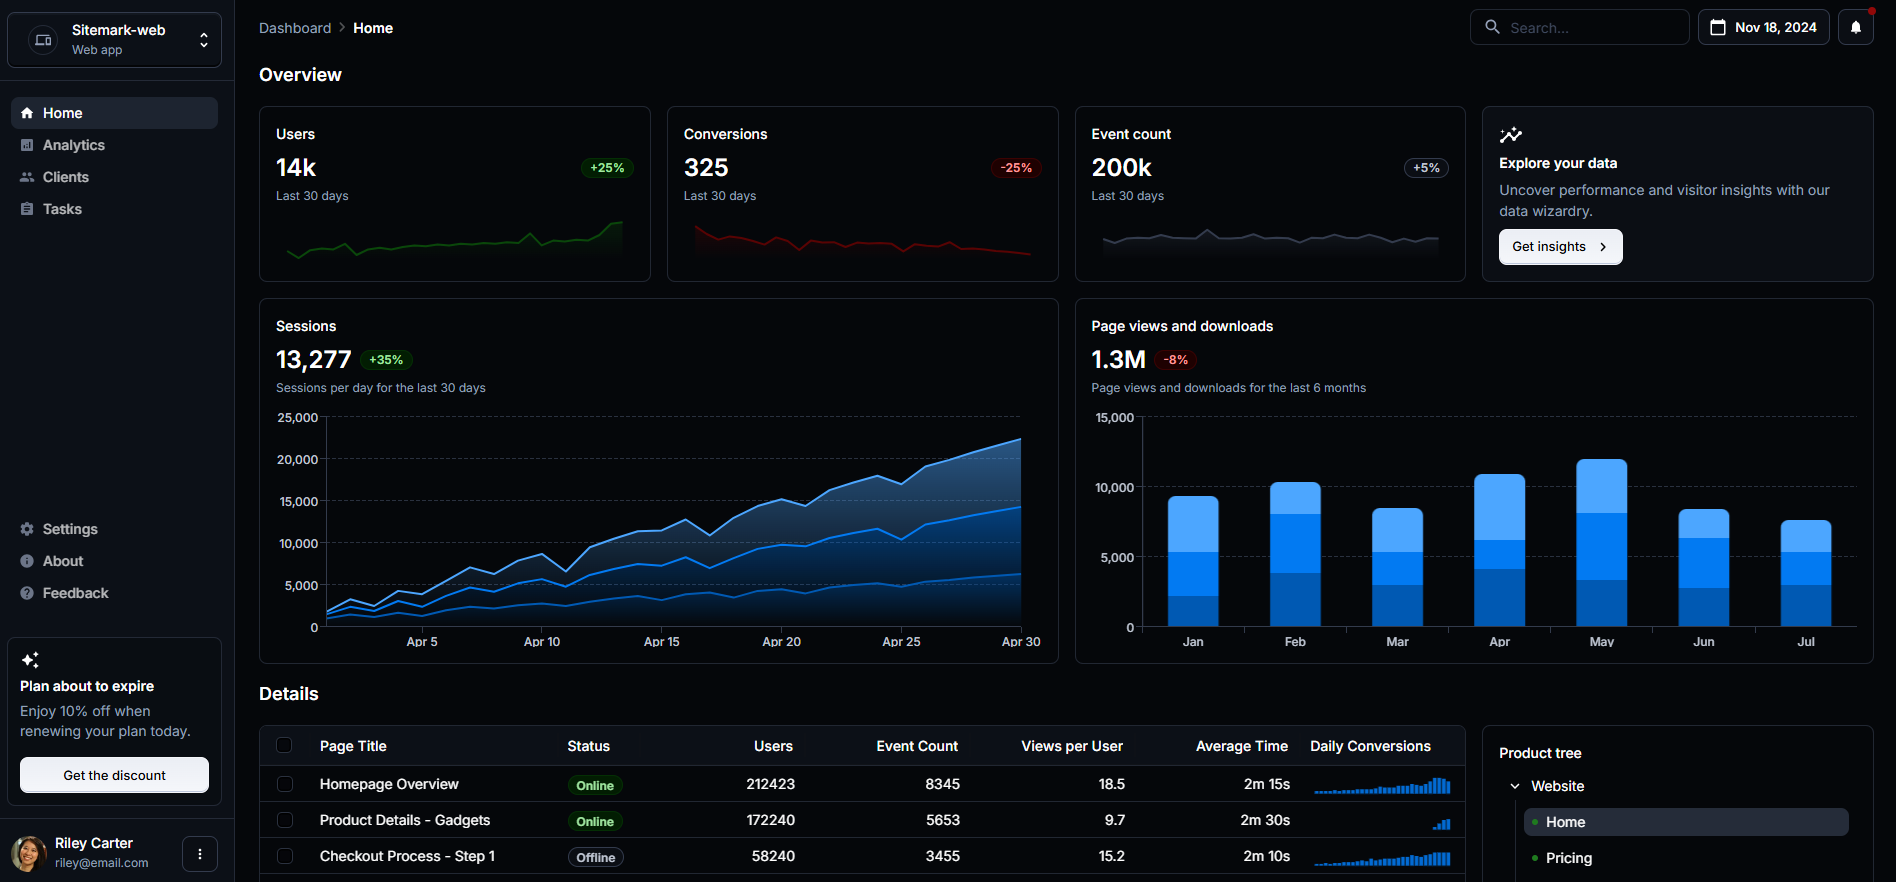 Sitemark-web
Web app
Home
Analytics
Clients
Tasks
Settings
About
Feedback
Plan about to expire
Enjoy 10% off when
renewing your plan today.
Get the discount
Riley Carter
riley@email.com
Dashboard > Home
Search...
Nov 18, 2024
Overview
Users
14k
+25%
Last 30 days
Conversions
325
-25%
Last 30 days
Event count
200k
+5%
Last 30 days
Explore your data
Uncover performance and visitor insights with our
data wizardry.
Get insights
Sessions
13,277 +35%
Sessions per day for the last 30 days
25,000
20,000
15,000
10,000
5,000
0
Apr 5 Apr 10 Apr 15 Apr 20 Apr 25 Apr 30
Page views and downloads
1.3M -8%
Page views and downloads for the last 6 months
15,000
10,000
5,000
0
Jan Feb Mar Apr May Jun Jul
Details
Page Title Status Users Event Count Views per User Average Time Daily Conversions
Homepage Overview Online 212423 8345 18.5 2m 15s
Product Details - Gadgets Online 172240 5653 9.7 2m 30s
Checkout Process - Step 1 Offline 58240 3455 15.2 2m 10s
Product tree
Website
Home
Pricing